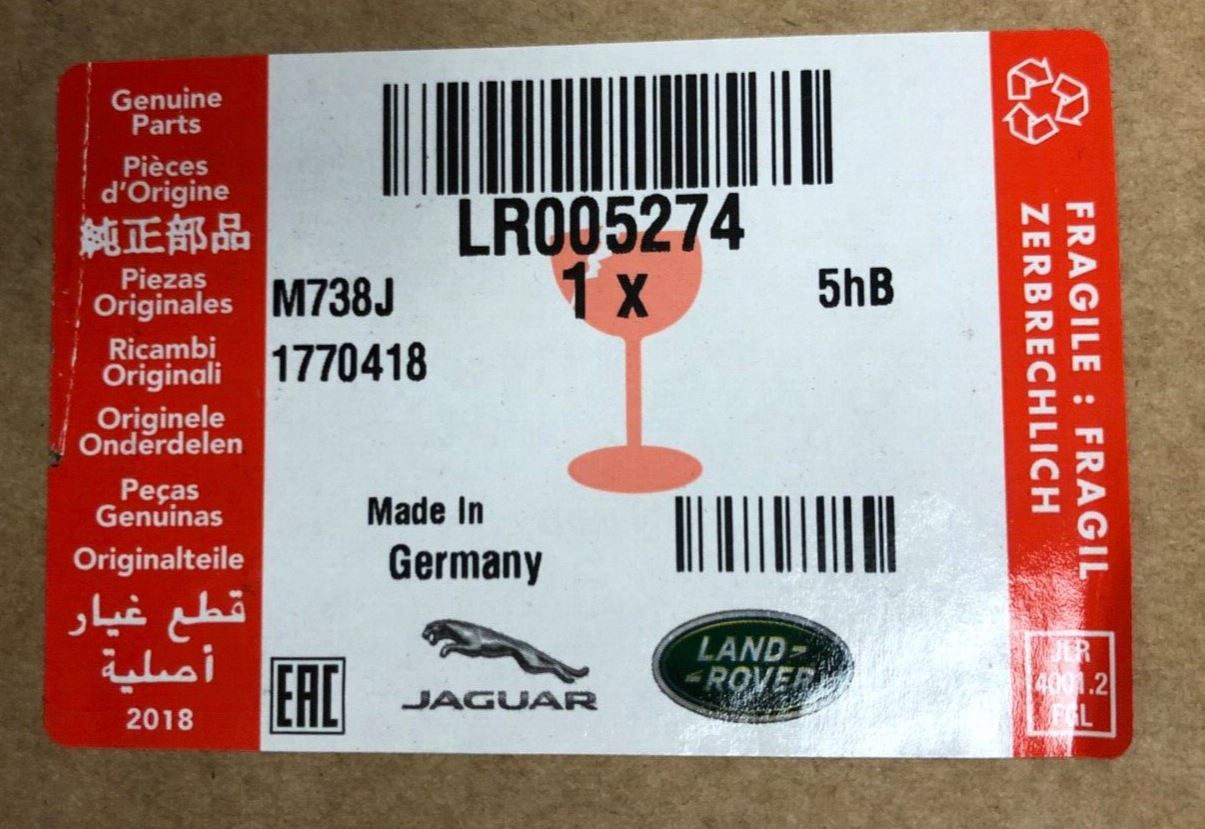 Genuine
Parts
Pièces
d'Origine
純正部品
Piezas
Originales
Ricambi
Originali
Originele
Onderdelen
Peças
Genuinas
Originalteile
قطع غيار
أصلية
2018
LR005274
M738J
1 x
5hB
1770418
Made In
Germany
EAC
JAGUAR
LAND-
-ROVER
FRAGILE : FRAGIL
ZERBRECHLICH
JLR
4001.2
FGL